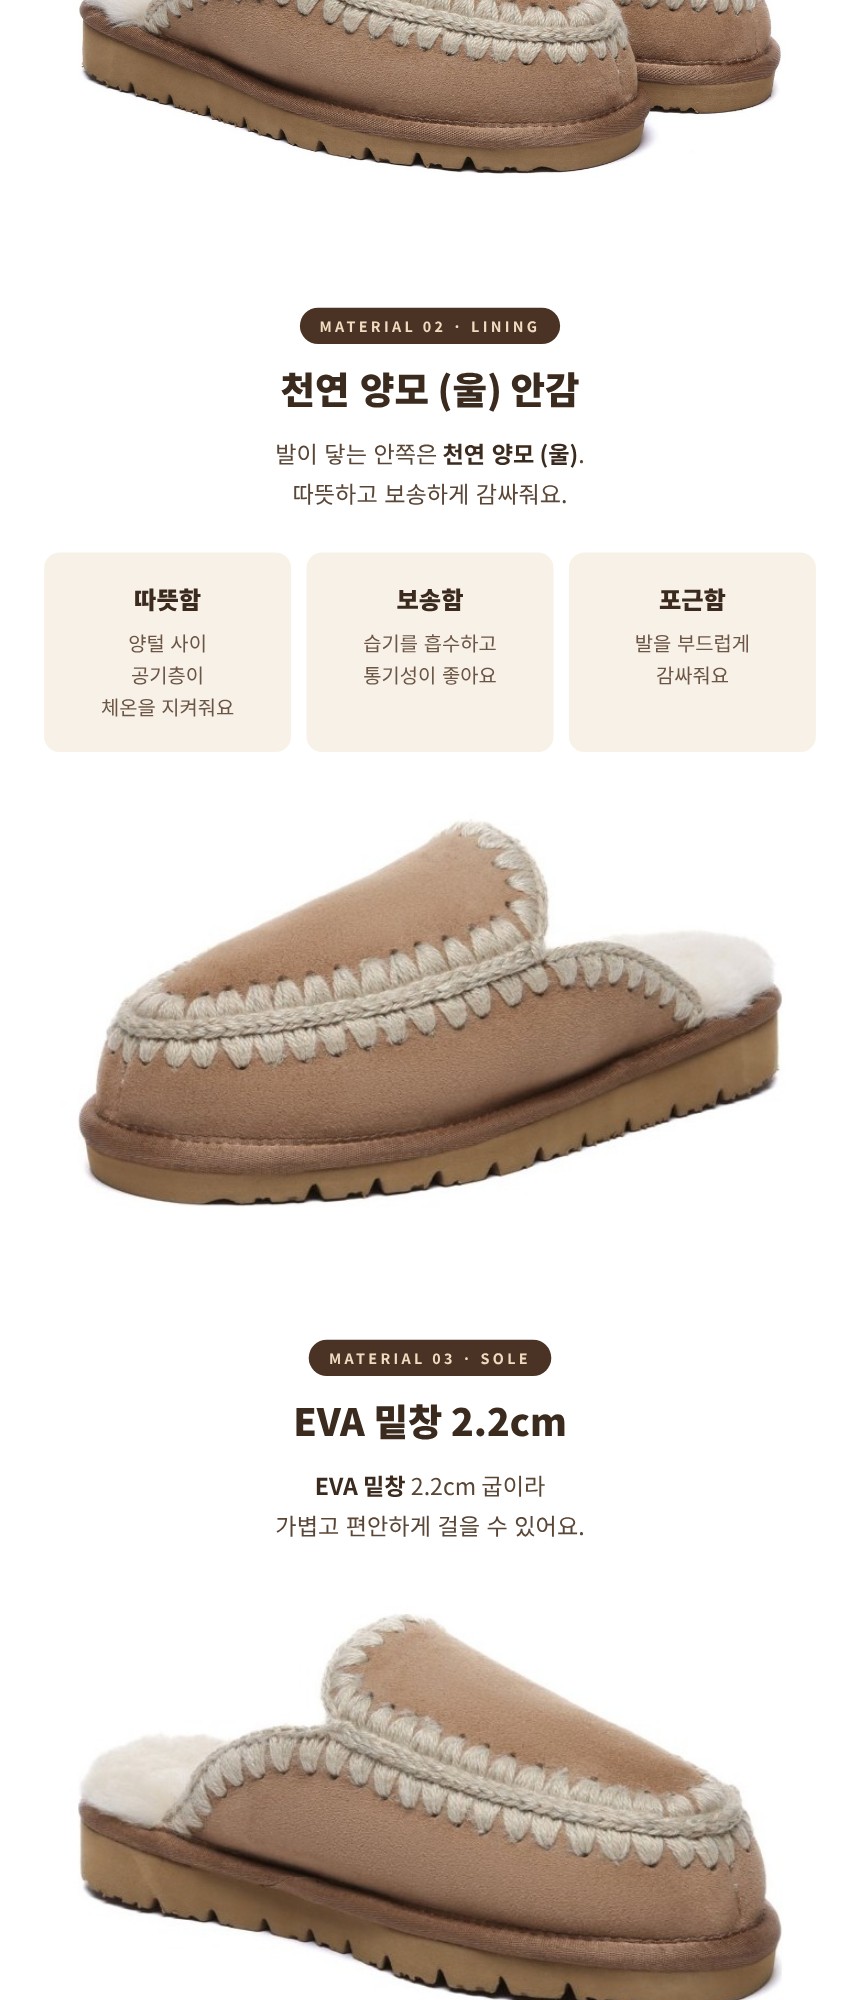 MATERIAL 02 · LINING
천연 양모 (울) 안감
발이 닿는 안쪽은 천연 양모 (울).
따뜻하고 보송하게 감싸줘요.
따뜻함
양털 사이
공기층이
체온을 지켜줘요
보송함
습기를 흡수하고
통기성이 좋아요
포근함
발을 부드럽게
감싸줘요
MATERIAL 03 · SOLE
EVA 밑창 2.2cm
EVA 밑창 2.2cm 굽이라
가볍고 편안하게 걸을 수 있어요.